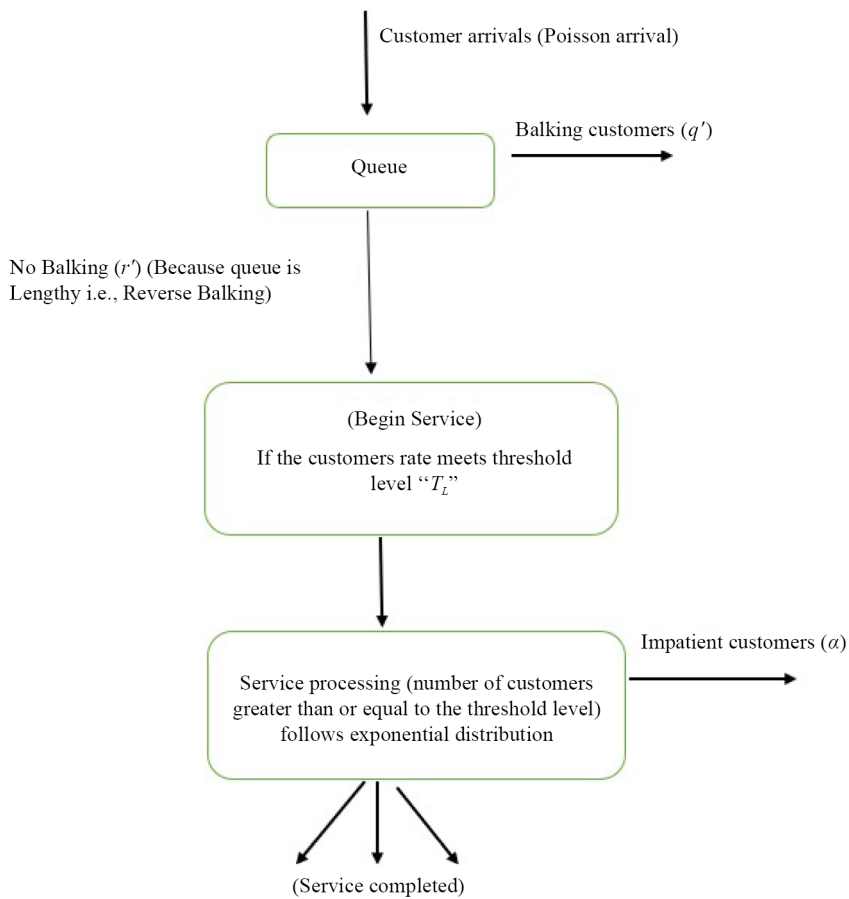 Customer arrivals (Poisson arrival)
Balking customers (q′)
Queue
No Balking (r′) (Because queue is
Lengthy i.e., Reverse Balking)
(Begin Service)
If the customers rate meets threshold
level “T_L”
Impatient customers (α)
Service processing (number of customers
greater than or equal to the threshold level)
follows exponential distribution
(Service completed)